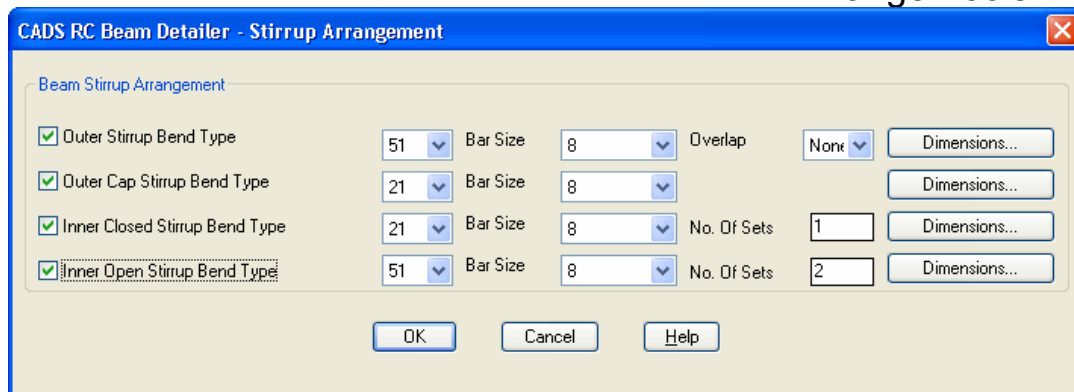 CADS RC Beam Detailer - Stirrup Arrangement
Beam Stirrup Arrangement
Outer Stirrup Bend Type 51 Bar Size 8 Overlap None Dimensions...
Outer Cap Stirrup Bend Type 21 Bar Size 8 Dimensions...
Inner Closed Stirrup Bend Type 21 Bar Size 8 No. Of Sets 1 Dimensions...
Inner Open Stirrup Bend Type 51 Bar Size 8 No. Of Sets 2 Dimensions...
OK Cancel Help